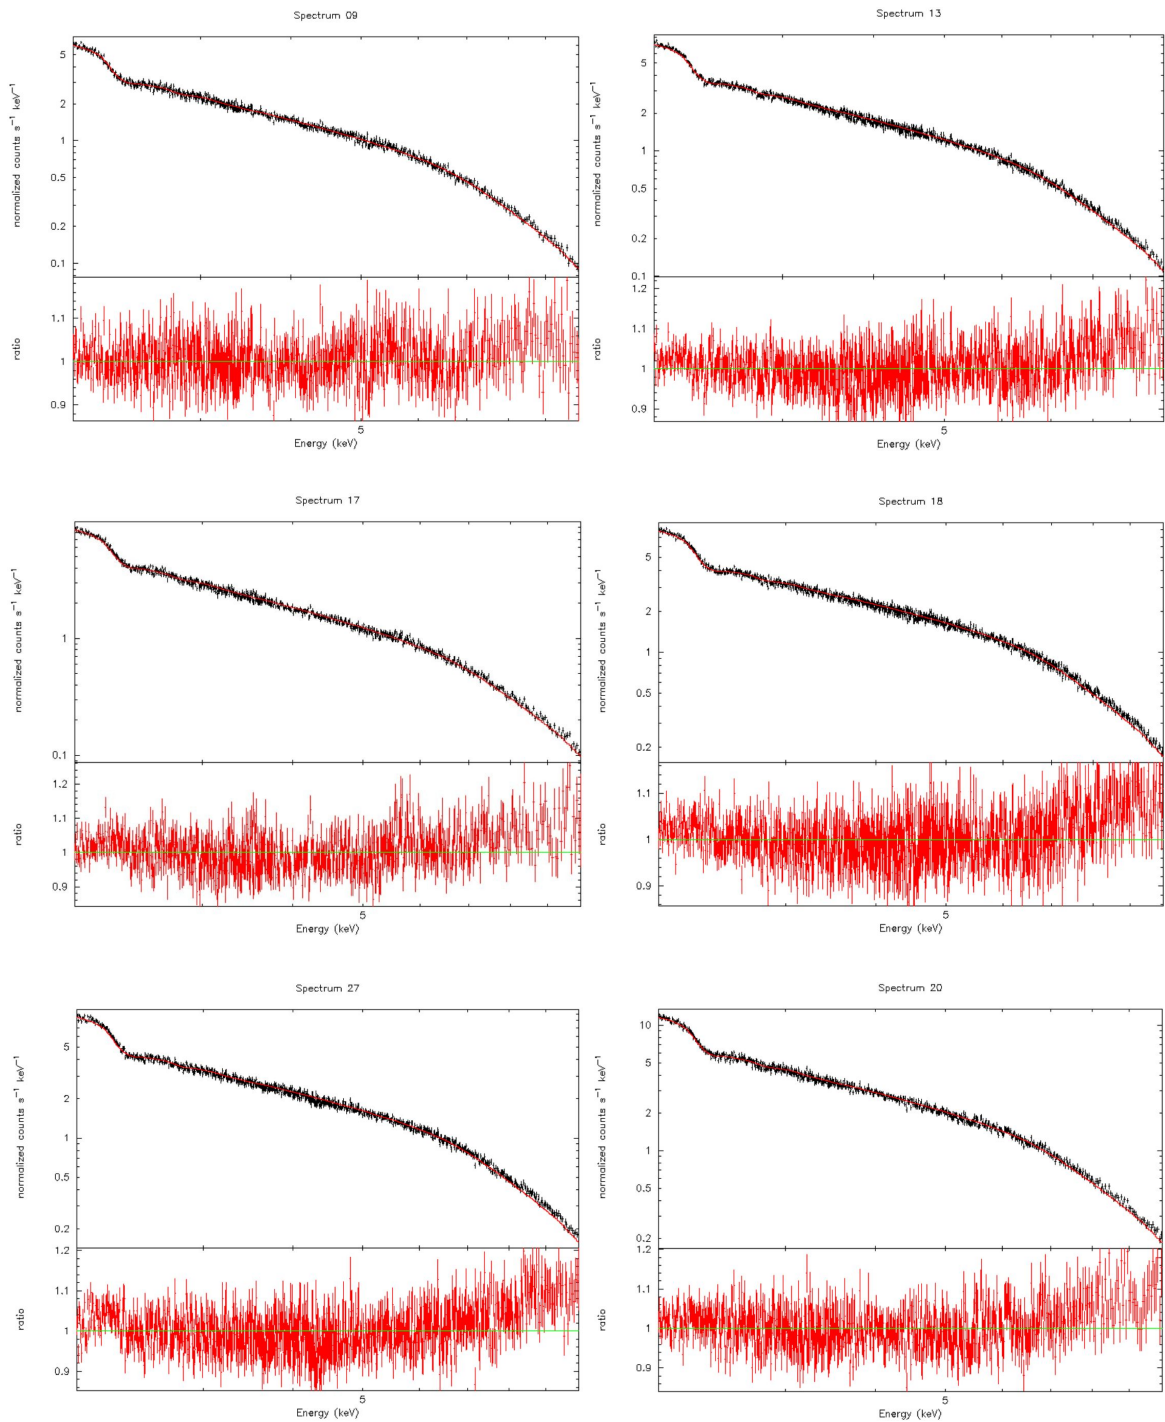 Spectrum 09
5
2
1
0.5
0.2
0.1
normalized counts s⁻¹ keV⁻¹
1.1
1
0.9
ratio
5
Energy (keV)
Spectrum 13
5
2
1
0.5
0.2
0.1
normalized counts s⁻¹ keV⁻¹
1.2
1.1
1
0.9
ratio
5
Energy (keV)
Spectrum 17
1
0.1
normalized counts s⁻¹ keV⁻¹
1.2
1.1
1
0.9
ratio
5
Energy (keV)
Spectrum 18
5
2
1
0.5
0.2
normalized counts s⁻¹ keV⁻¹
1.1
1
0.9
ratio
5
Energy (keV)
Spectrum 27
5
2
1
0.5
0.2
normalized counts s⁻¹ keV⁻¹
1.2
1.1
1
0.9
ratio
5
Energy (keV)
Spectrum 20
10
5
2
1
0.5
0.2
normalized counts s⁻¹ keV⁻¹
1.2
1.1
1
0.9
ratio
5
Energy (keV)